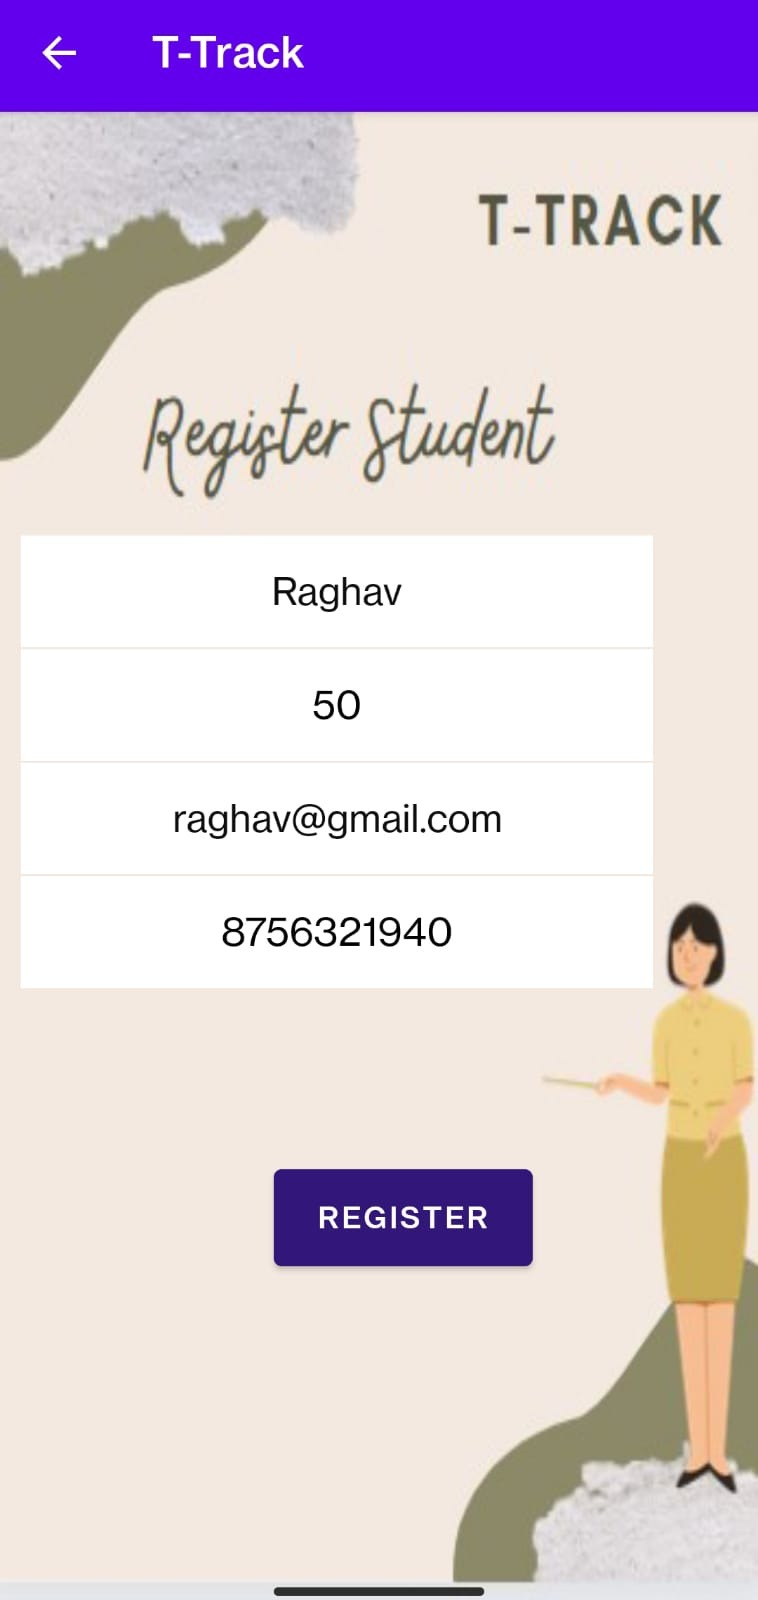 T-Track
T-TRACK
Register Student
Raghav
50
raghav@gmail.com
8756321940
REGISTER